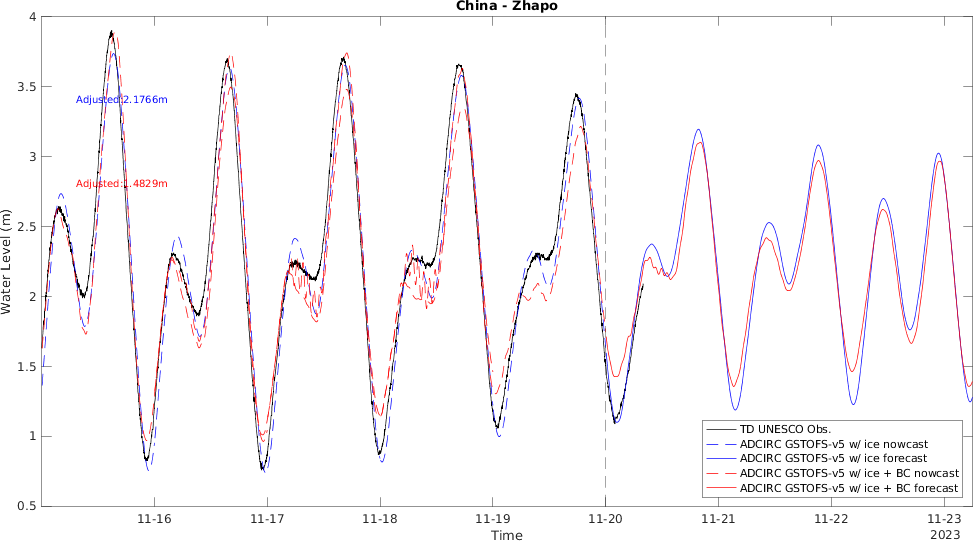 China - Zhapo
4
3.5
3
2.5
2
1.5
1
0.5
Water Level (m)
Adjusted:2.1766m
Adjusted:1.4829m
TD UNESCO Obs.
ADCIRC GSTOFS-v5 w/ ice nowcast
ADCIRC GSTOFS-v5 w/ ice forecast
ADCIRC GSTOFS-v5 w/ ice + BC nowcast
ADCIRC GSTOFS-v5 w/ ice + BC forecast
11-16 11-17 11-18 11-19 11-20 11-21 11-22 11-23
2023
Time